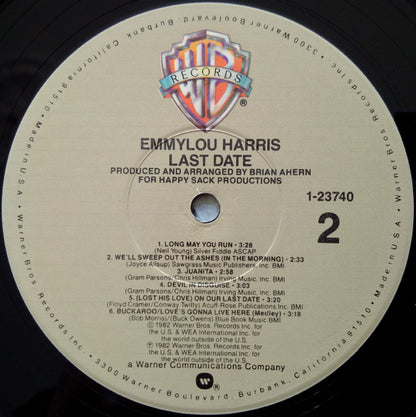 RECORDS
®
EMMYLOU HARRIS
LAST DATE
PRODUCED AND ARRANGED BY BRIAN AHERN
FOR HAPPY SACK PRODUCTIONS
1-23740
2
1. LONG MAY YOU RUN • 3:28
(Neil Young) Silver Fiddle ASCAP
2. WE'LL SWEEP OUT THE ASHES (IN THE MORNING) • 2:33
(Joyce Allsup) Sawgrass Music Publishers, Inc. BMI
3. JUANITA • 2:58
(Gram Parsons/Chris Hillman) Irving Music, Inc. BMI
4. DEVIL IN DISGUISE • 3:03
(Gram Parsons/Chris Hillman) Irving Music Inc. BMI
5. (LOST HIS LOVE) ON OUR LAST DATE • 3:20
(Floyd Cramer/Conway Twitty) Acuff-Rose Publications, Inc. BMI
6. BUCKAROO/LOVE'S GONNA LIVE HERE (Medley) • 3:18
(Bob Morris/Buck Owens) Blue Book Music BMI
© 1982 Warner Bros. Records Inc. for
the U.S. & WEA International Inc. for
the world outside of the U.S.
℗ 1982 Warner Bros. Records Inc. for
the U.S. & WEA International Inc. for
the world outside of the U.S.
a Warner Communications Company
Warner Bros. Records Inc. • 3300 Warner Boulevard, Burbank, California 91510 • Made in U.S.A. • Warner Bros. Records Inc. • 3300 Warner Boulevard, Burbank, California 91510 • Made in U.S.A. •